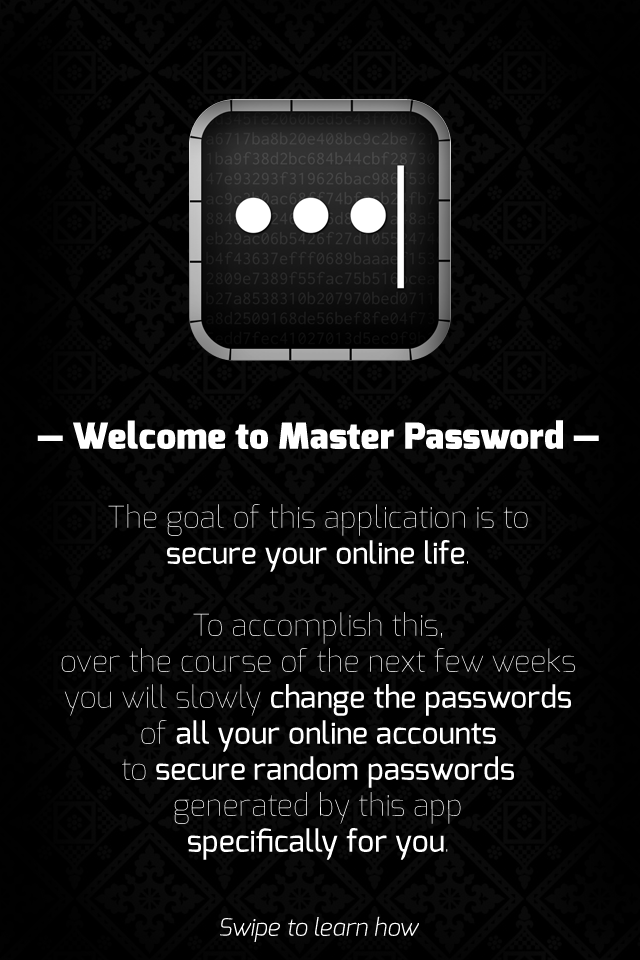 — Welcome to Master Password —
The goal of this application is to
secure your online life.
To accomplish this,
over the course of the next few weeks
you will slowly change the passwords
of all your online accounts
to secure random passwords
generated by this app
specifically for you.
Swipe to learn how